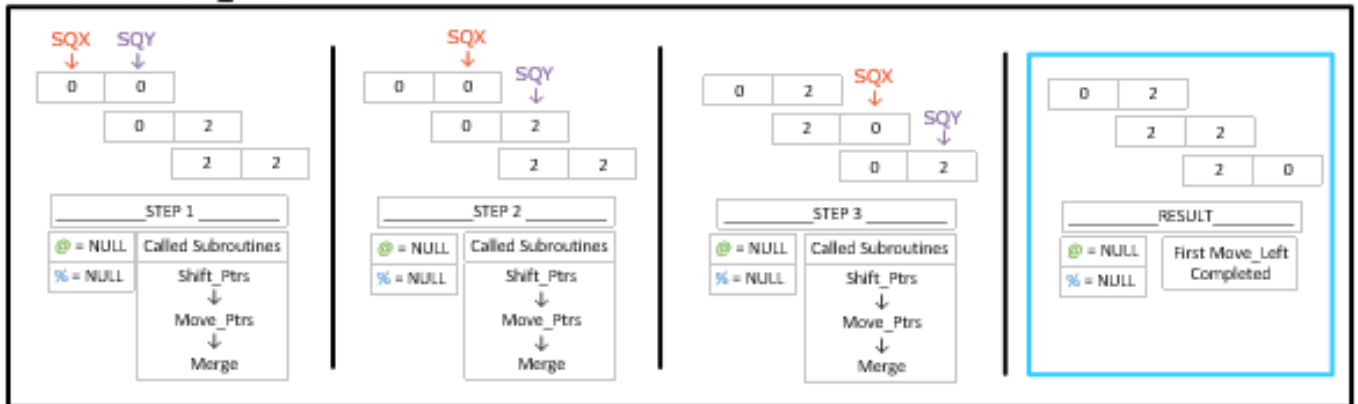 SQX SQY
0 0
0 2
2 2
STEP 1
@ = NULL Called Subroutines
% = NULL Shift_Ptrs
↓
Move_Ptrs
↓
Merge
SQX
SQY
0 0
0 2
2 2
STEP 2
@ = NULL Called Subroutines
% = NULL Shift_Ptrs
↓
Move_Ptrs
↓
Merge
SQX
SQY
0 2
2 0
0 2
STEP 3
@ = NULL Called Subroutines
% = NULL Shift_Ptrs
↓
Move_Ptrs
↓
Merge
0 2
2 2
2 0
RESULT
@ = NULL First Move_Left
% = NULL Completed